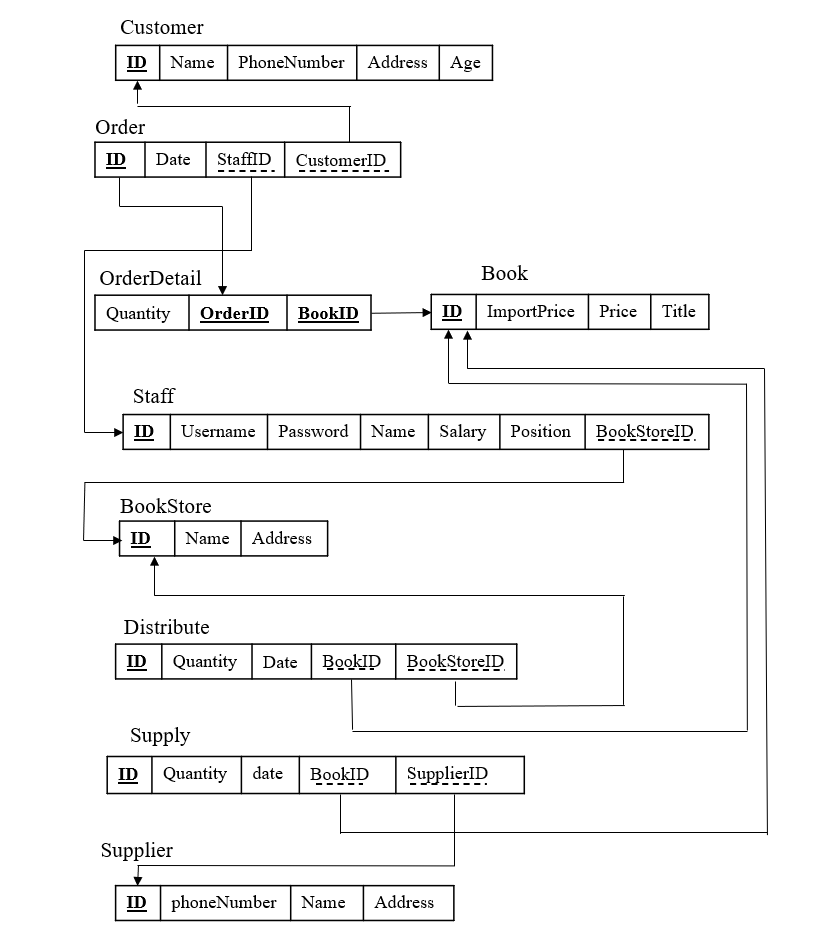 Customer
ID Name PhoneNumber Address Age
Order
ID Date StaffID CustomerID
OrderDetail
Quantity OrderID BookID
Book
ID ImportPrice Price Title
Staff
ID Username Password Name Salary Position BookStoreID
BookStore
ID Name Address
Distribute
ID Quantity Date BookID BookStoreID
Supply
ID Quantity date BookID SupplierID
Supplier
ID phoneNumber Name Address